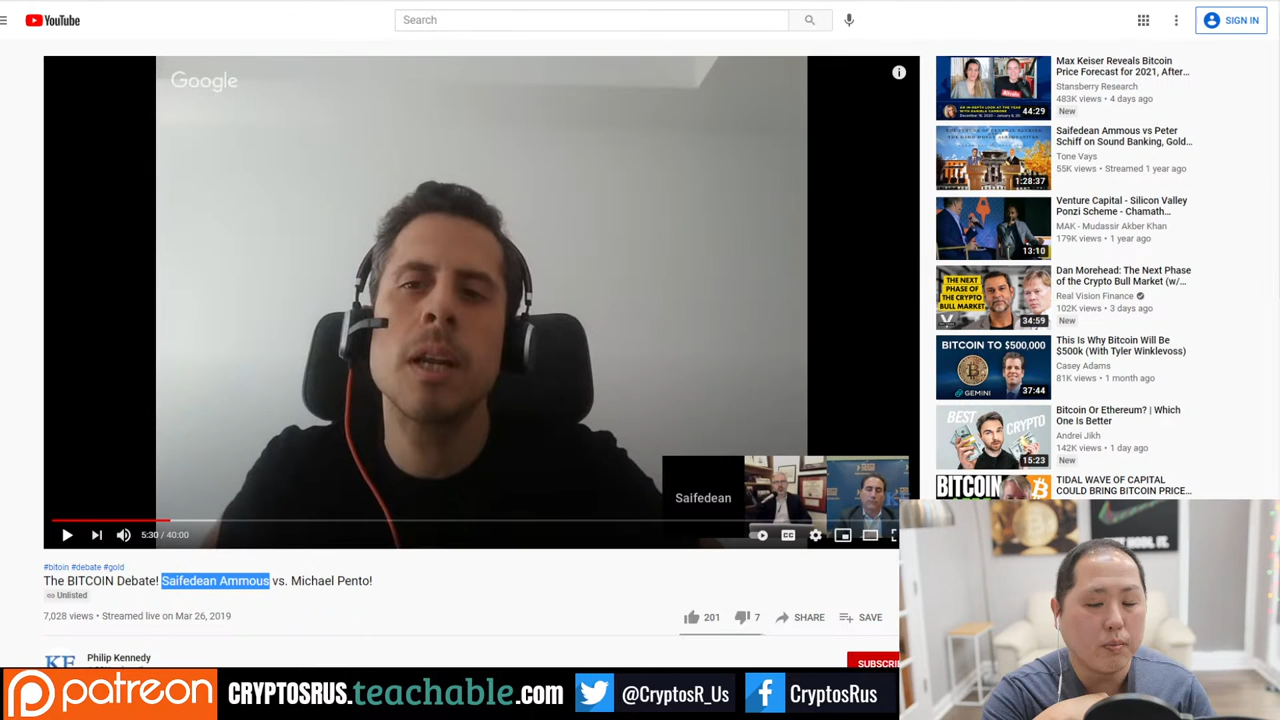 YouTube
Search
SIGN IN
Google
Saifedean
5:30 / 40:00
CC
#bitoin #debate #gold
The BITCOIN Debate! Saifedean Ammous vs. Michael Pento!
Unlisted
7,028 views • Streamed live on Mar 26, 2019
201
7
SHARE
SAVE
KF
Philip Kennedy
SUBSCRI
Max Keiser Reveals Bitcoin
Price Forecast for 2021, After...
Stansberry Research
483K views • 4 days ago
New
44:29
Saifedean Ammous vs Peter
Schiff on Sound Banking, Gold...
Tone Vays
55K views • Streamed 1 year ago
1:28:37
Venture Capital - Silicon Valley
Ponzi Scheme - Chamath...
MAK - Mudassir Akber Khan
179K views • 1 year ago
13:10
Dan Morehead: The Next Phase
of the Crypto Bull Market (w/...
Real Vision Finance
102K views • 3 days ago
New
THE NEXT
PHASE OF
THE CRYPTO
BULL MARKET
34:59
This Is Why Bitcoin Will Be
$500k (With Tyler Winklevoss)
Casey Adams
81K views • 1 month ago
BITCOIN TO $500,000
GEMINI
37:44
Bitcoin Or Ethereum? | Which
One Is Better
Andrei Jikh
142K views • 1 day ago
New
BEST
CRYPTO
15:23
TIDAL WAVE OF CAPITAL
COULD BRING BITCOIN PRICE...
BITCOIN
patreon
CRYPTOSRUS.teachable.com
@CryptosR_Us
CryptosRus